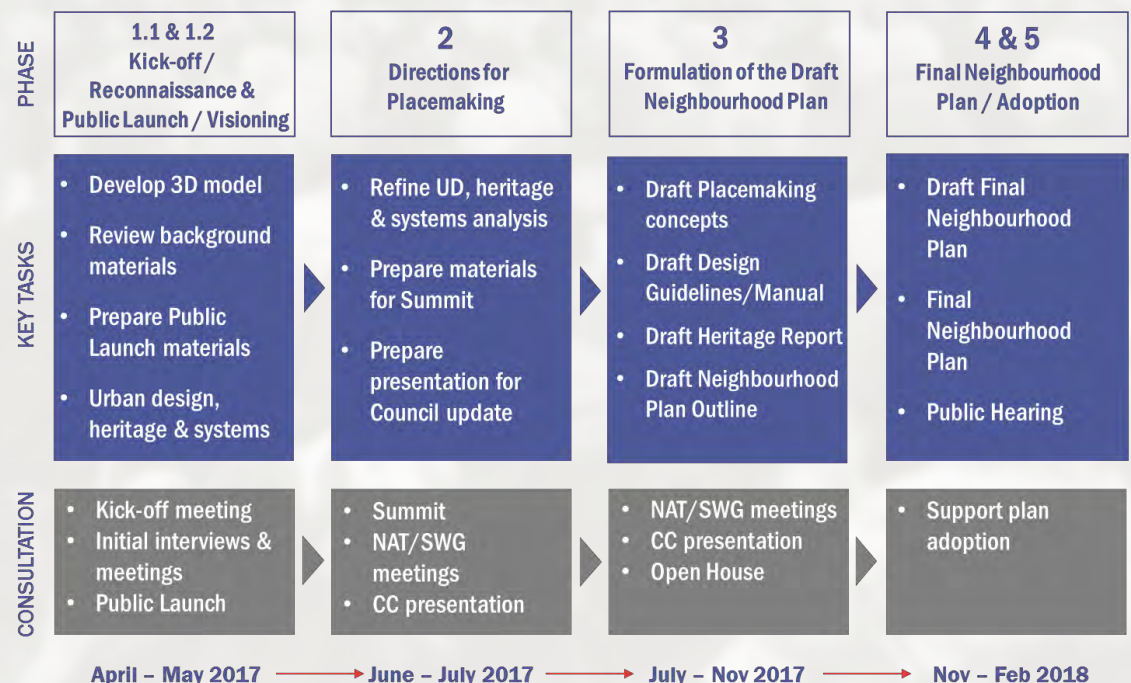 PHASE
1.1 & 1.2
Kick-off /
Reconnaissance &
Public Launch / Visioning
2
Directions for
Placemaking
3
Formulation of the Draft
Neighbourhood Plan
4 & 5
Final Neighbourhood
Plan / Adoption
KEY TASKS
• Develop 3D model
• Review background
materials
• Prepare Public
Launch materials
• Urban design,
heritage & systems
• Refine UD, heritage
& systems analysis
• Prepare materials
for Summit
• Prepare
presentation for
Council update
• Draft Placemaking
concepts
• Draft Design
Guidelines/Manual
• Draft Heritage Report
• Draft Neighbourhood
Plan Outline
• Draft Final
Neighbourhood
Plan
• Final
Neighbourhood
Plan
• Public Hearing
CONSULTATION
• Kick-off meeting
• Initial interviews &
meetings
• Public Launch
• Summit
• NAT/SWG
meetings
• CC presentation
• NAT/SWG meetings
• CC presentation
• Open House
• Support plan
adoption
April – May 2017
June – July 2017
July – Nov 2017
Nov – Feb 2018